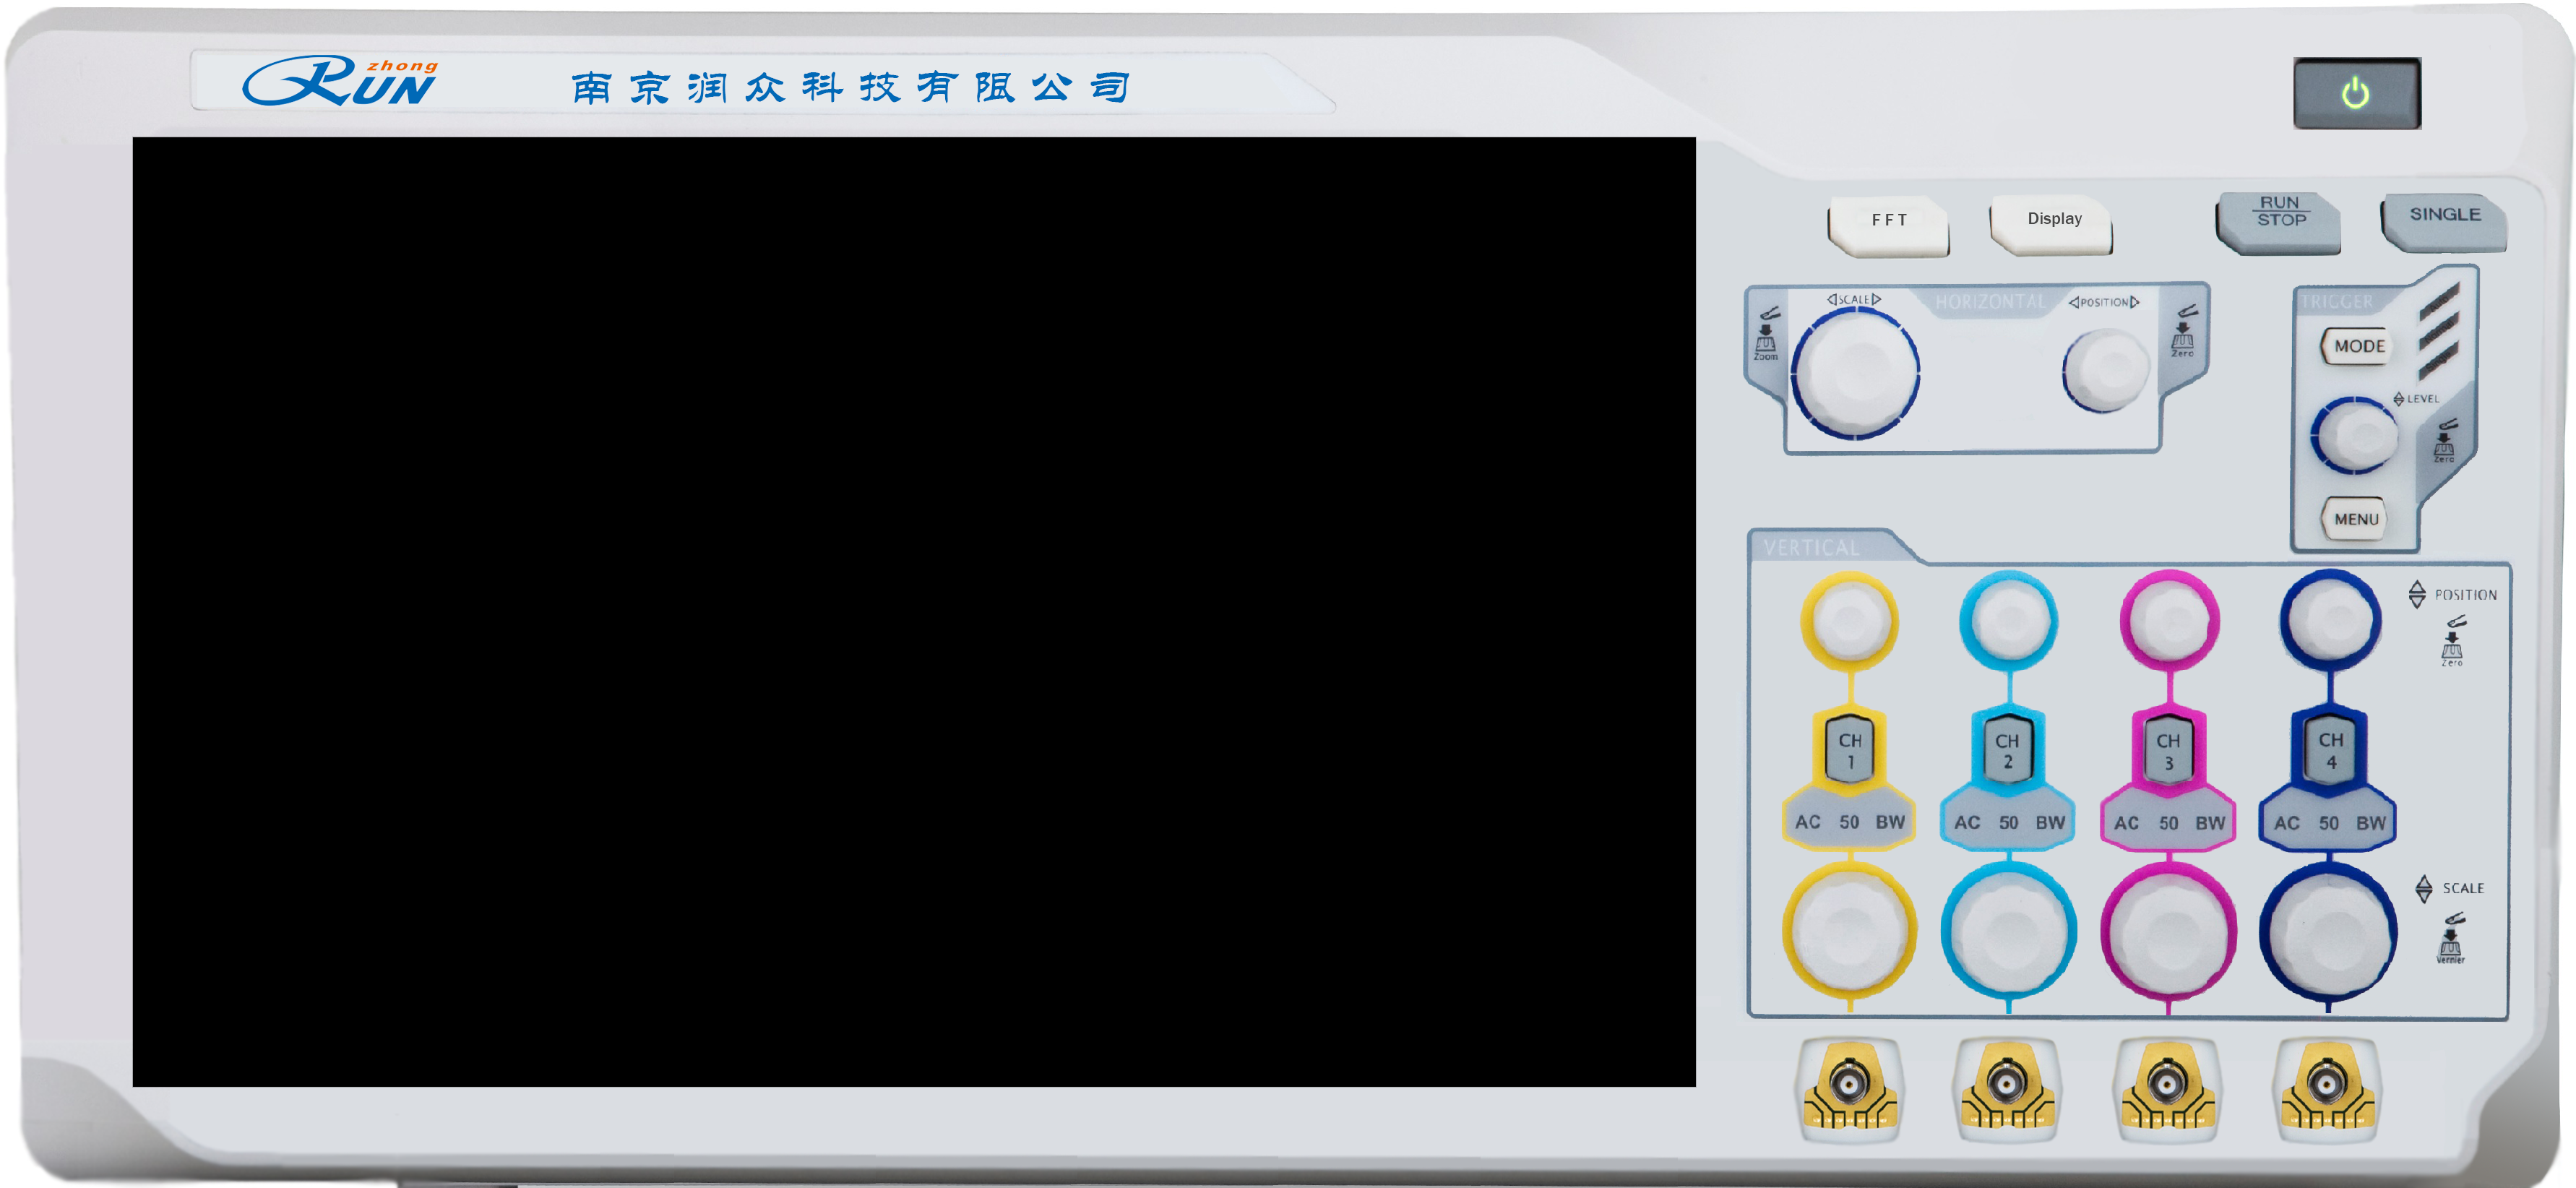 RUN zhong 南京润众科技有限公司
FFT Display RUN STOP SINGLE
SCALE HORIZONTAL POSITION
Zoom
Zero
TRIGGER
MODE
LEVEL
Zero
MENU
VERTICAL
POSITION
Zero
CH 1 CH 2 CH 3 CH 4
AC 50 BW AC 50 BW AC 50 BW AC 50 BW
SCALE
Vernier